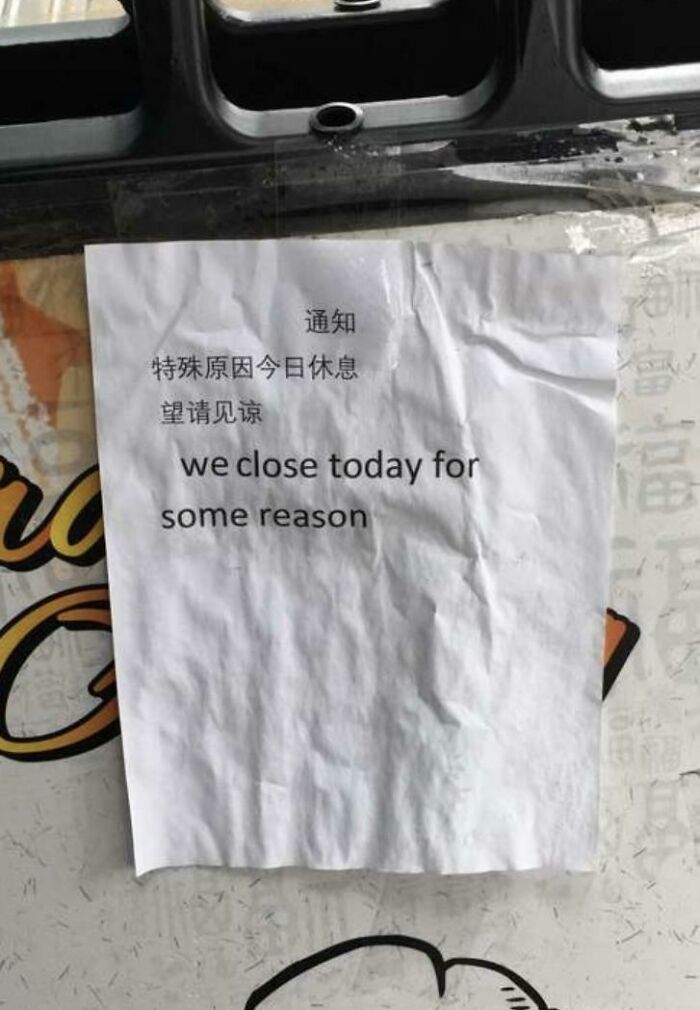 通知
特殊原因今日休息
望请见谅
we close today for
some reason